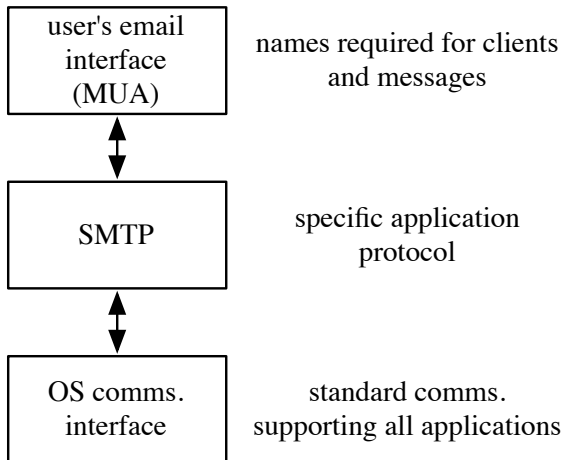 user's email
interface
(MUA)
names required for clients
and messages
SMTP
specific application
protocol
OS comms.
interface
standard comms.
supporting all applications